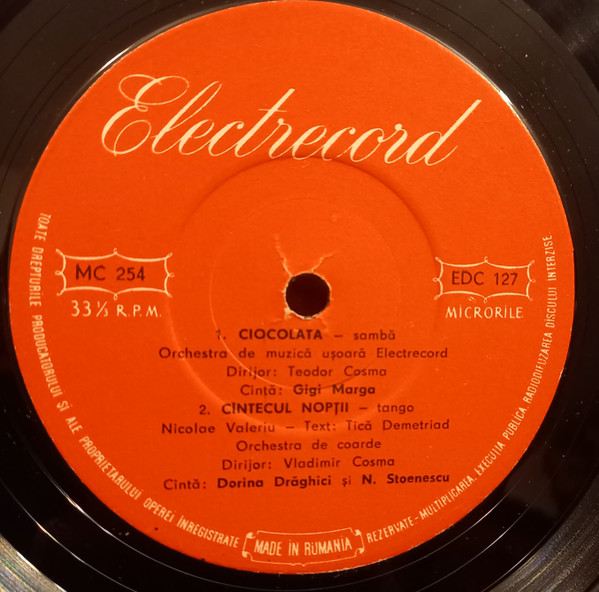 Electrecord
MC 254
33⅓ R.P.M.
EDC 127
MICRORILE
1. CIOCOLATA – sambă
Orchestra de muzică ușoară Electrecord
Dirijor: Teodor Cosma
Cîntă: Gigi Marga
2. CÎNTECUL NOPȚII – tango
Nicolae Valeriu – Text: Tică Demetriad
Orchestra de coarde
Dirijor: Vladimir Cosma
Cîntă: Dorina Drăghici și N. Stoenescu
TOATE DREPTURILE PRODUCATORULUI ȘI ALE PROPRIETARULUI OPEREI ÎNREGISTRATE
MADE IN RUMANIA
REZERVATE-MULTIPLICAREA, EXECUȚIA PUBLICA, RADIODIFUZAREA DISCULUI INTERZISE